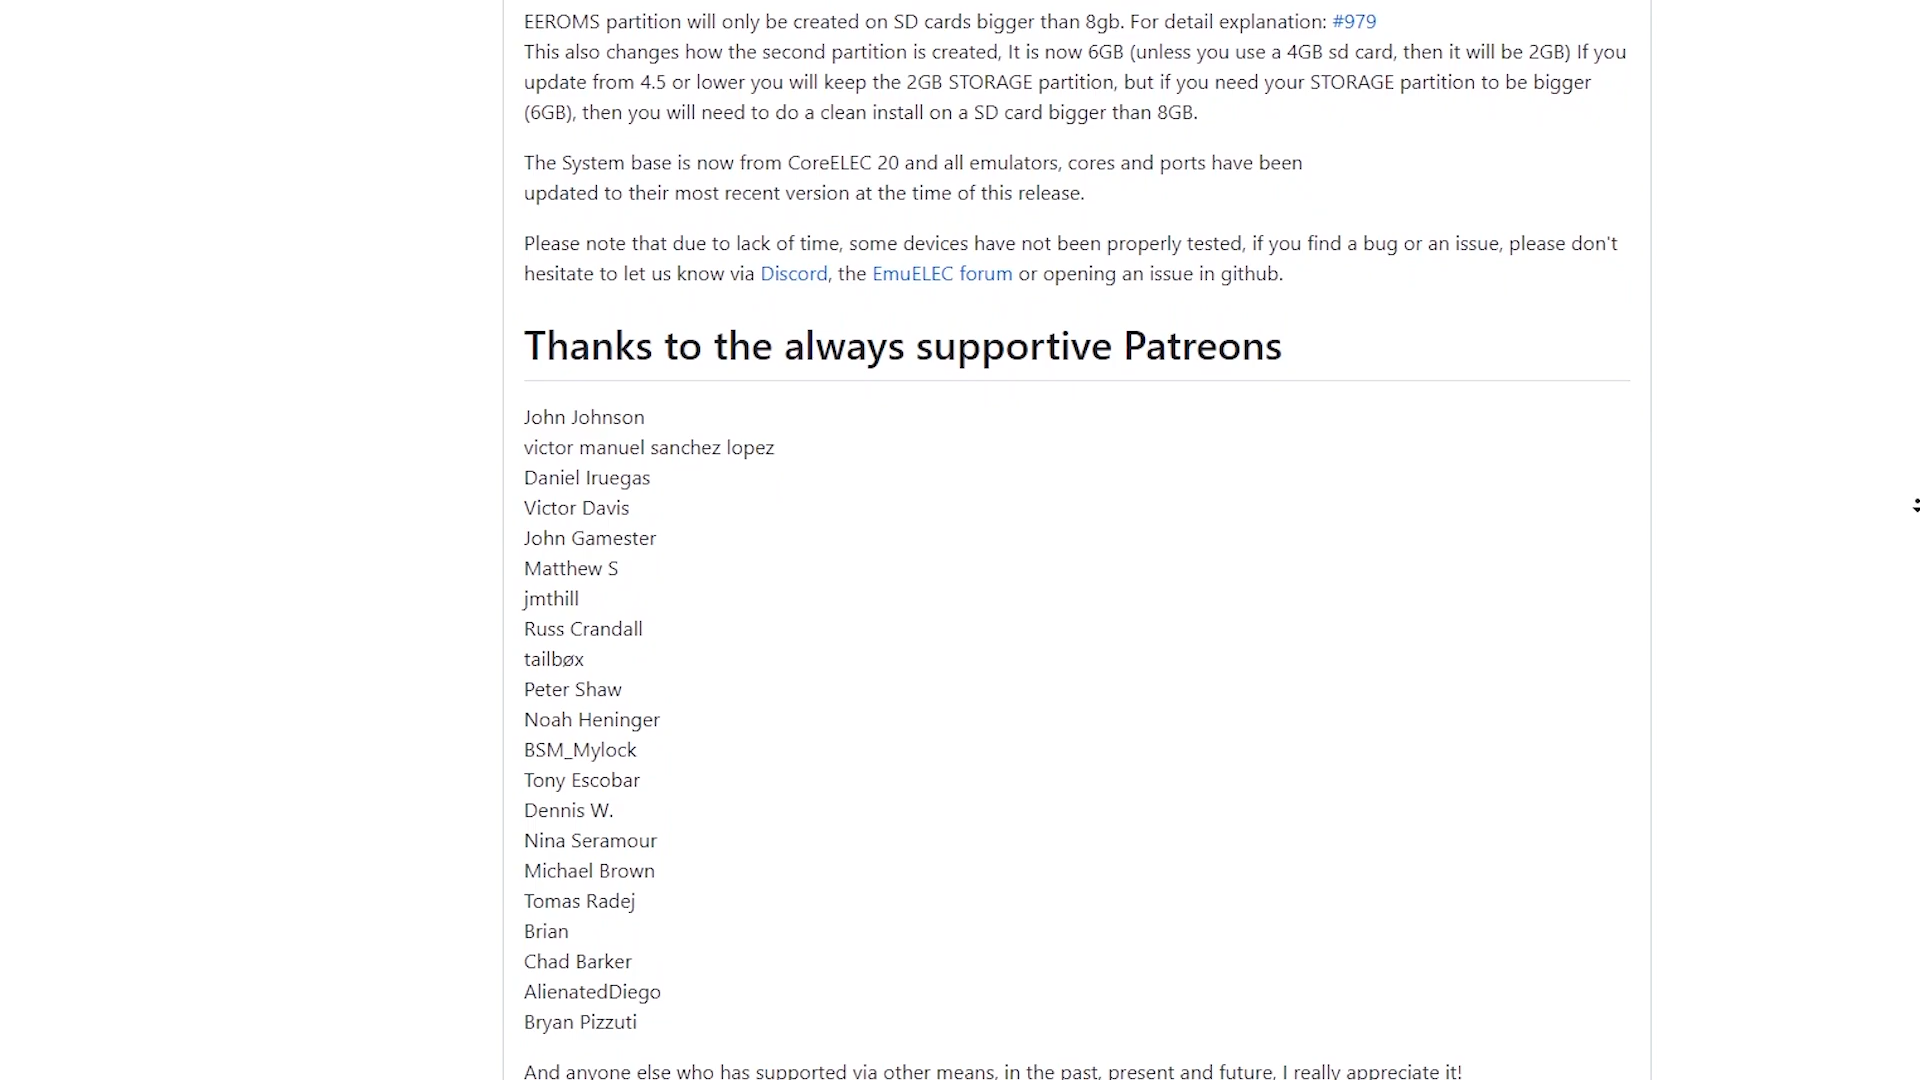 EEROMS partition will only be created on SD cards bigger than 8gb. For detail explanation: #979
This also changes how the second partition is created, It is now 6GB (unless you use a 4GB sd card, then it will be 2GB) If you
update from 4.5 or lower you will keep the 2GB STORAGE partition, but if you need your STORAGE partition to be bigger
(6GB), then you will need to do a clean install on a SD card bigger than 8GB.
The System base is now from CoreELEC 20 and all emulators, cores and ports have been
updated to their most recent version at the time of this release.
Please note that due to lack of time, some devices have not been properly tested, if you find a bug or an issue, please don't
hesitate to let us know via Discord, the EmuELEC forum or opening an issue in github.
Thanks to the always supportive Patreons
John Johnson
victor manuel sanchez lopez
Daniel Iruegas
Victor Davis
John Gamester
Matthew S
jmthill
Russ Crandall
tailbøx
Peter Shaw
Noah Heninger
BSM_Mylock
Tony Escobar
Dennis W.
Nina Seramour
Michael Brown
Tomas Radej
Brian
Chad Barker
AlienatedDiego
Bryan Pizzuti
And anyone else who has supported via other means, in the past, present and future, I really appreciate it!